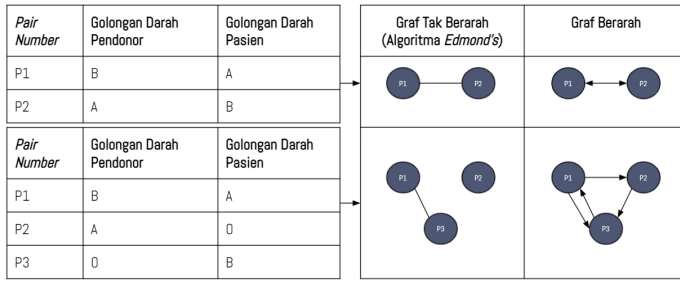 Pair Number
Golongan Darah Pendonor
Golongan Darah Pasien
P1 B A
P2 A B
Pair Number
Golongan Darah Pendonor
Golongan Darah Pasien
P1 B A
P2 A O
P3 O B
Graf Tak Berarah
(Algoritma Edmond's)
Graf Berarah
P1 P2 P1 P2
P1 P2 P1 P2
P3 P3